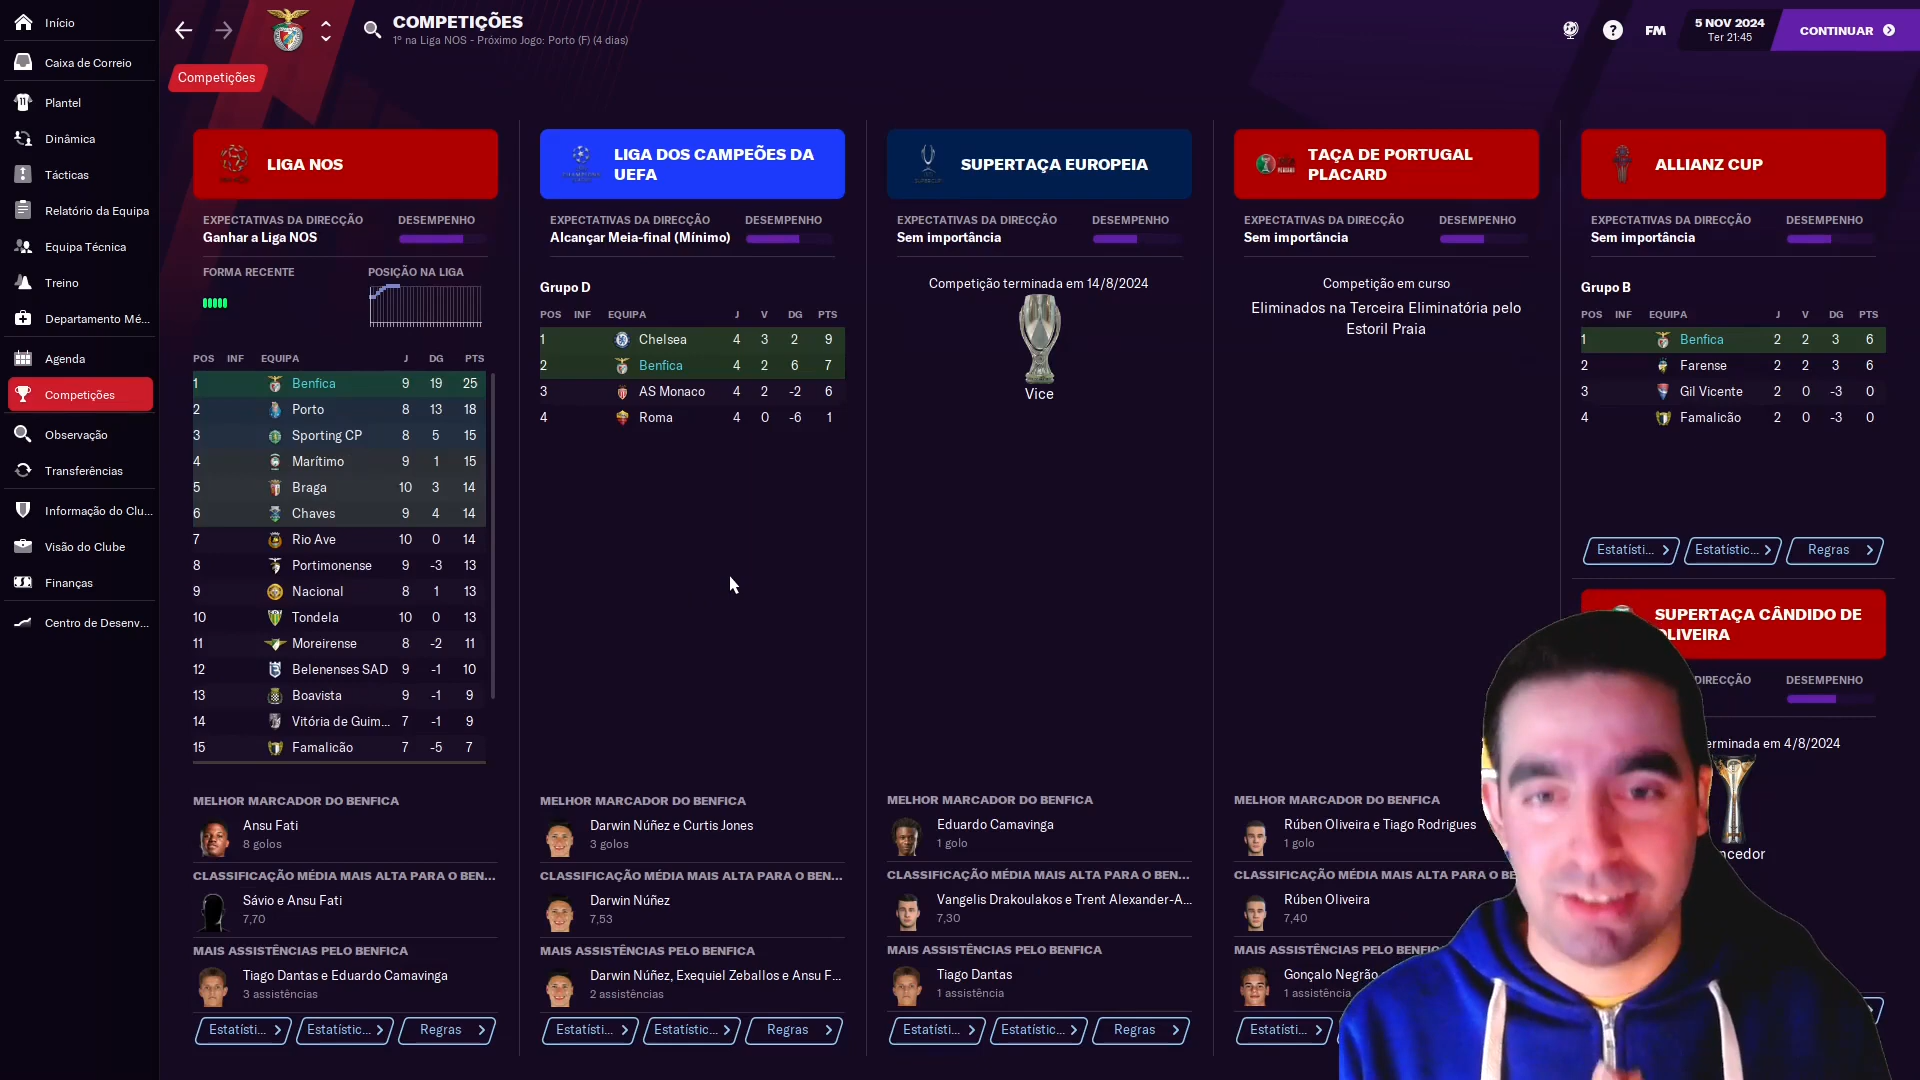 Início
Caixa de Correio
Plantel
Dinâmica
Tácticas
Relatório da Equipa
Equipa Técnica
Treino
Departamento Mé...
Agenda
Competições
Observação
Transferências
Informação do Clu...
Visão do Clube
Finanças
Centro de Desenv...
COMPETIÇÕES
1º na Liga NOS - Próximo Jogo: Porto (F) (4 dias)
FM
5 NOV 2024
Ter 21:45
CONTINUAR
Competições
LIGA NOS
EXPECTATIVAS DA DIRECÇÃO DESEMPENHO
Ganhar a Liga NOS
FORMA RECENTE POSIÇÃO NA LIGA
POS INF EQUIPA J DG PTS
1 Benfica 9 19 25
2 Porto 8 13 18
3 Sporting CP 8 5 15
4 Marítimo 9 1 15
5 Braga 10 3 14
6 Chaves 9 4 14
7 Rio Ave 10 0 14
8 Portimonense 9 -3 13
9 Nacional 8 1 13
10 Tondela 10 0 13
11 Moreirense 8 -2 11
12 Belenenses SAD 9 -1 10
13 Boavista 9 -1 9
14 Vitória de Guim... 7 -1 9
15 Famalicão 7 -5 7
MELHOR MARCADOR DO BENFICA
Ansu Fati
8 golos
CLASSIFICAÇÃO MÉDIA MAIS ALTA PARA O BEN...
Sávio e Ansu Fati
7,70
MAIS ASSISTÊNCIAS PELO BENFICA
Tiago Dantas e Eduardo Camavinga
3 assistências
Estatísti... Estatístic... Regras
LIGA DOS CAMPEÕES DA
UEFA
EXPECTATIVAS DA DIRECÇÃO DESEMPENHO
Alcançar Meia-final (Mínimo)
Grupo D
POS INF EQUIPA J V DG PTS
1 Chelsea 4 3 2 9
2 Benfica 4 2 6 7
3 AS Monaco 4 2 -2 6
4 Roma 4 0 -6 1
MELHOR MARCADOR DO BENFICA
Darwin Núñez e Curtis Jones
3 golos
CLASSIFICAÇÃO MÉDIA MAIS ALTA PARA O BEN...
Darwin Núñez
7,53
MAIS ASSISTÊNCIAS PELO BENFICA
Darwin Núñez, Exequiel Zeballos e Ansu F...
2 assistências
Estatísti... Estatístic... Regras
SUPERTAÇA EUROPEIA
EXPECTATIVAS DA DIRECÇÃO DESEMPENHO
Sem importância
Competição terminada em 14/8/2024
Vice
MELHOR MARCADOR DO BENFICA
Eduardo Camavinga
1 golo
CLASSIFICAÇÃO MÉDIA MAIS ALTA PARA O BEN...
Vangelis Drakoulakos e Trent Alexander-A...
7,30
MAIS ASSISTÊNCIAS PELO BENFICA
Tiago Dantas
1 assistência
Estatísti... Estatístic... Regras
TAÇA DE PORTUGAL
PLACARD
EXPECTATIVAS DA DIRECÇÃO DESEMPENHO
Sem importância
Competição em curso
Eliminados na Terceira Eliminatória pelo
Estoril Praia
MELHOR MARCADOR DO BENFICA
Rúben Oliveira e Tiago Rodrigues
1 golo
CLASSIFICAÇÃO MÉDIA MAIS ALTA PARA O BE
Rúben Oliveira
7,40
MAIS ASSISTÊNCIAS PELO BENFIC
Gonçalo Negrão
1 assistência
Estatísti...
ALLIANZ CUP
EXPECTATIVAS DA DIRECÇÃO DESEMPENHO
Sem importância
Grupo B
POS INF EQUIPA J V DG PTS
1 Benfica 2 2 3 6
2 Farense 2 2 3 6
3 Gil Vicente 2 0 -3 0
4 Famalicão 2 0 -3 0
Estatísti... Estatístic... Regras
SUPERTAÇA CÂNDIDO DE
OLIVEIRA
DIRECÇÃO DESEMPENHO
erminada em 4/8/2024
ncedor